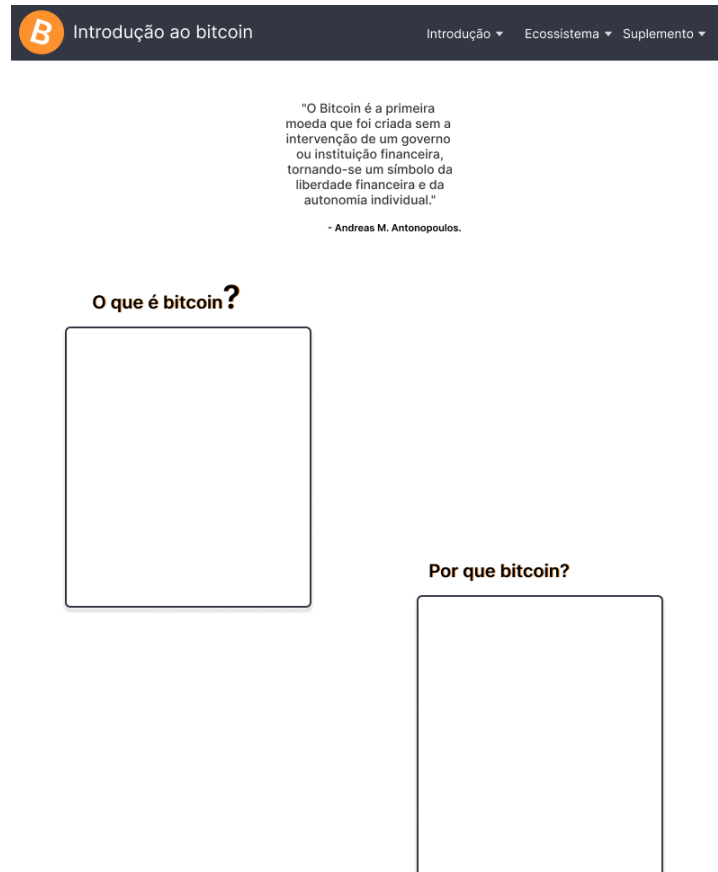 B Introdução ao bitcoin
Introdução Ecossistema Suplemento
"O Bitcoin é a primeira
moeda que foi criada sem a
intervenção de um governo
ou instituição financeira,
tornando-se um símbolo da
liberdade financeira e da
autonomia individual."
- Andreas M. Antonopoulos.
O que é bitcoin?
Por que bitcoin?